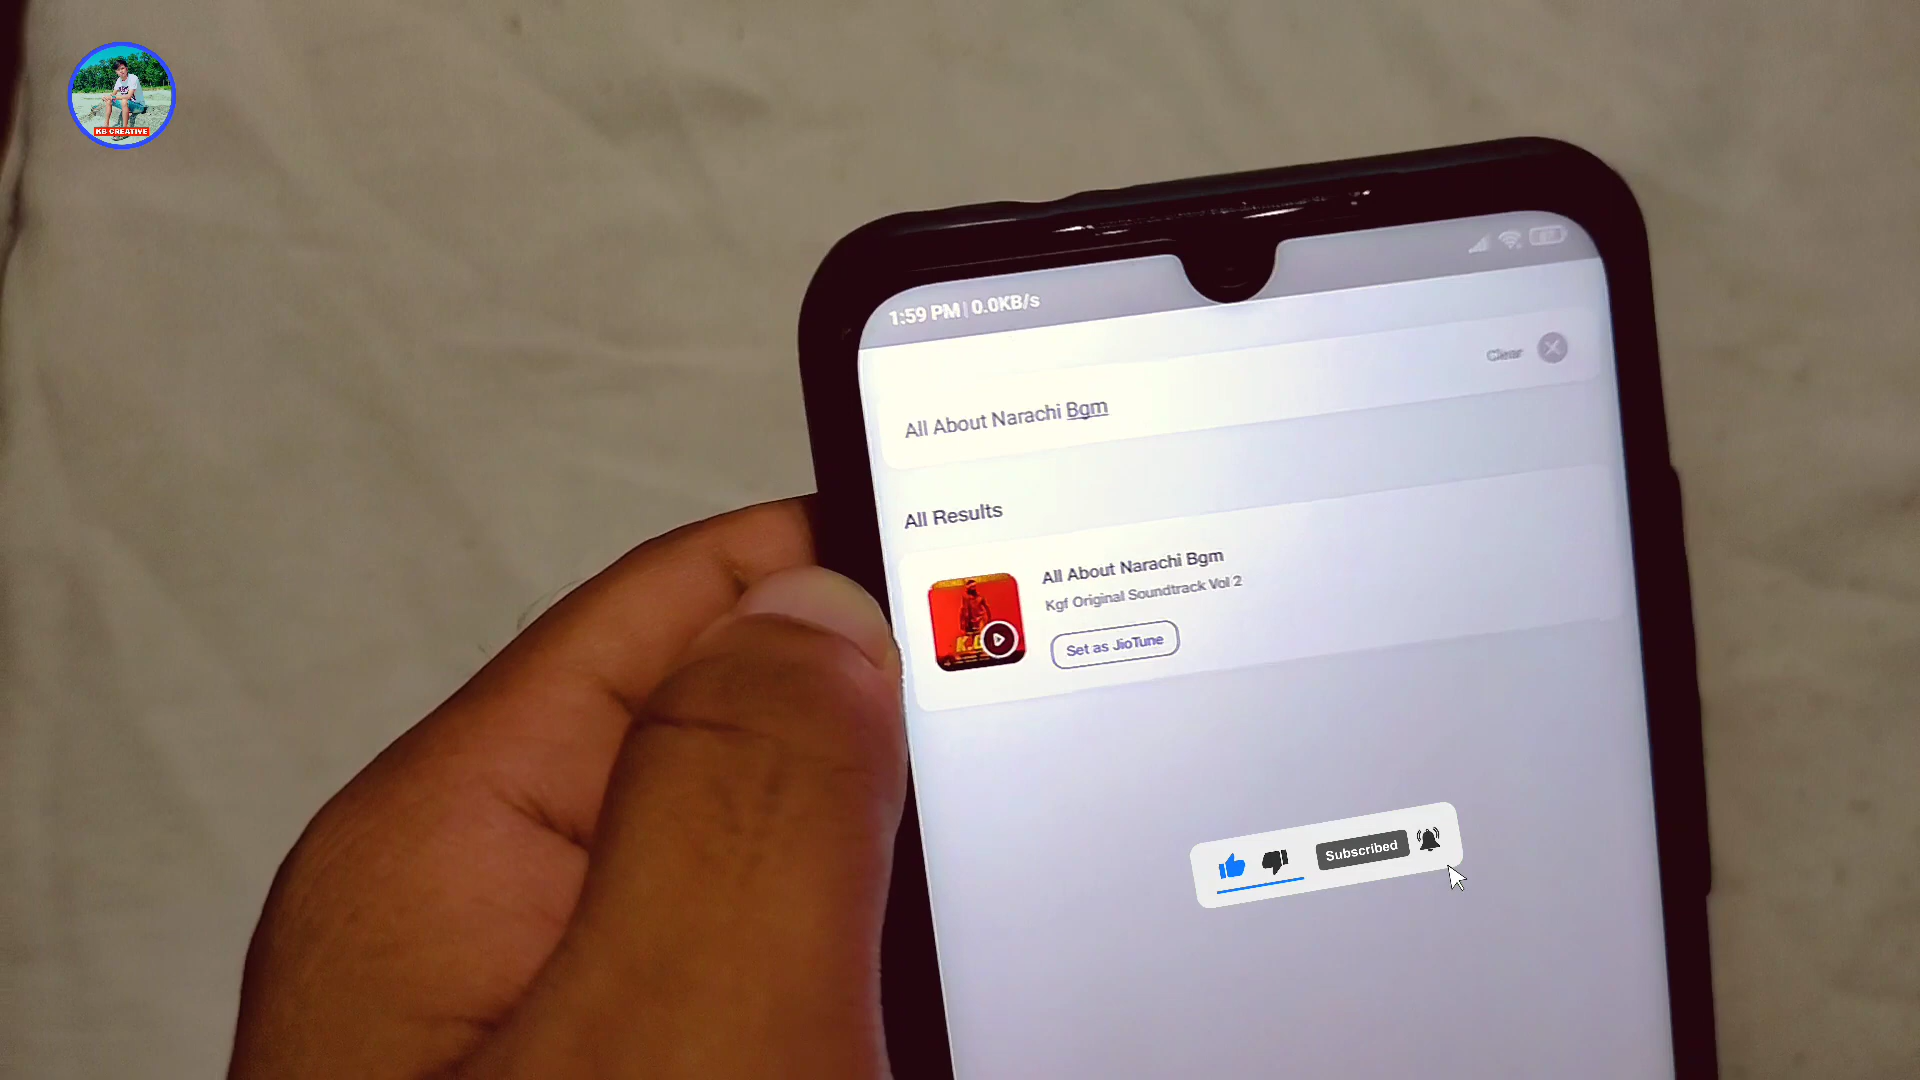 KB CREATIVE
1:59 PM | 0.0KB/s
Clear
All About Narachi Bgm
All Results
All About Narachi Bgm
Kgf Original Soundtrack Vol 2
Set as JioTune
Subscribed